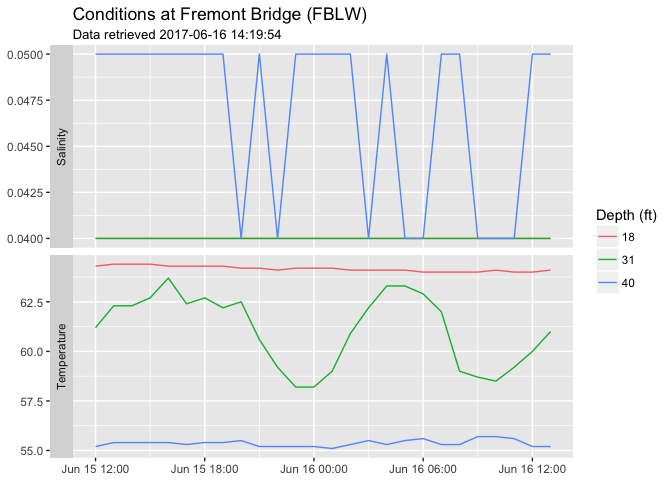 Conditions at Fremont Bridge (FBLW)
Data retrieved 2017-06-16 14:19:54
0.0500
0.0475
0.0450
0.0425
0.0400
Salinity
62.5
60.0
57.5
55.0
Temperature
Jun 15 12:00 Jun 15 18:00 Jun 16 00:00 Jun 16 06:00 Jun 16 12:00
Depth (ft)
18
31
40